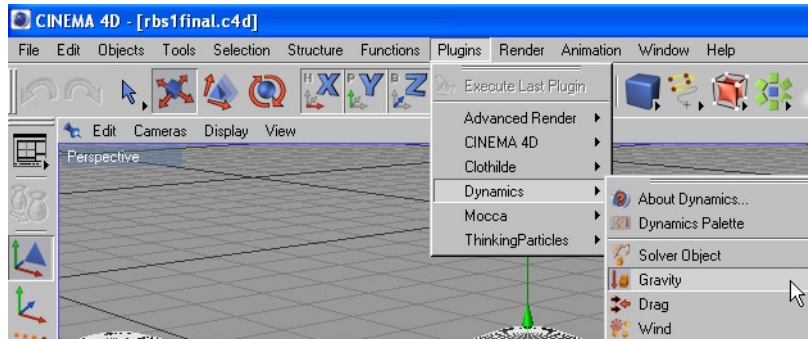 CINEMA 4D - [rbs1final.c4d]
File Edit Objects Tools Selection Structure Functions Plugins Render Animation Window Help
H X P Y B Z
Execute Last Plugin
Advanced Render
CINEMA 4D
Clothilde
Dynamics
Mocca
ThinkingParticles
Edit Cameras Display View
Perspective
About Dynamics...
Dynamics Palette
Solver Object
Gravity
Drag
Wind